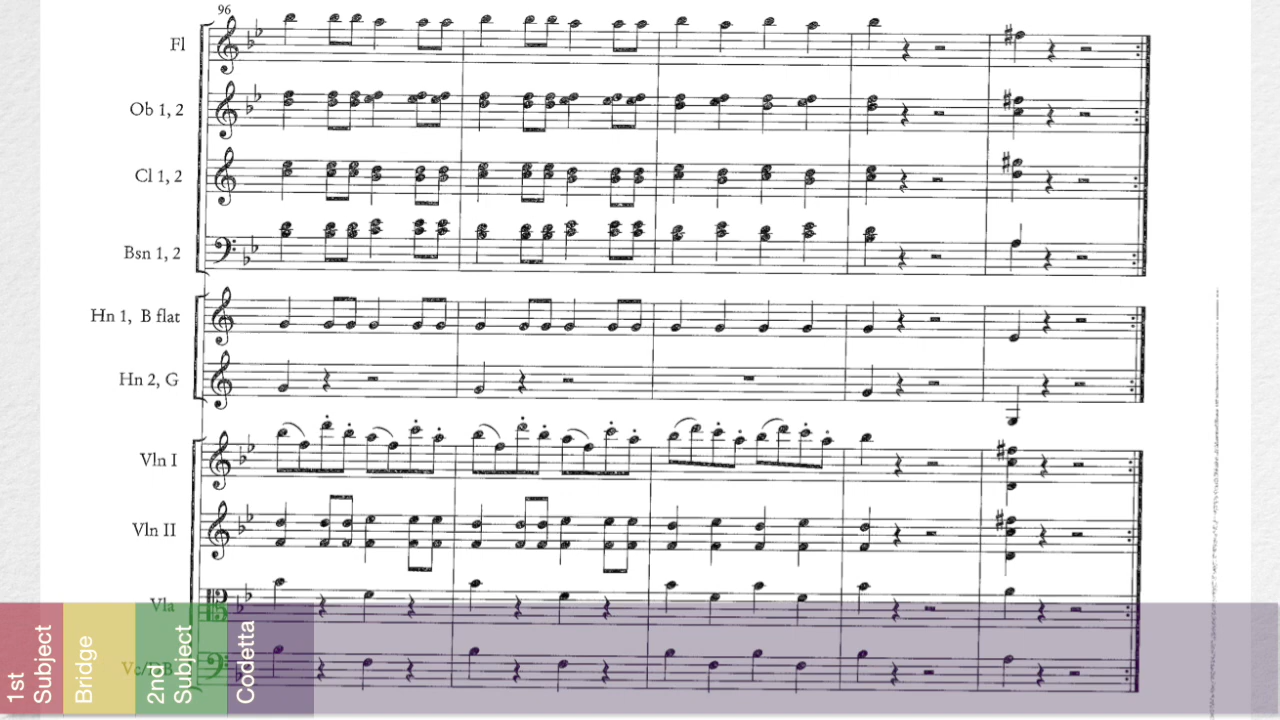 96
Fl
Ob 1, 2
Cl 1, 2
Bsn 1, 2
Hn 1, B flat
Hn 2, G
Vln I
Vln II
Vla
1st
Subject
Bridge
2nd
Subject
Codetta